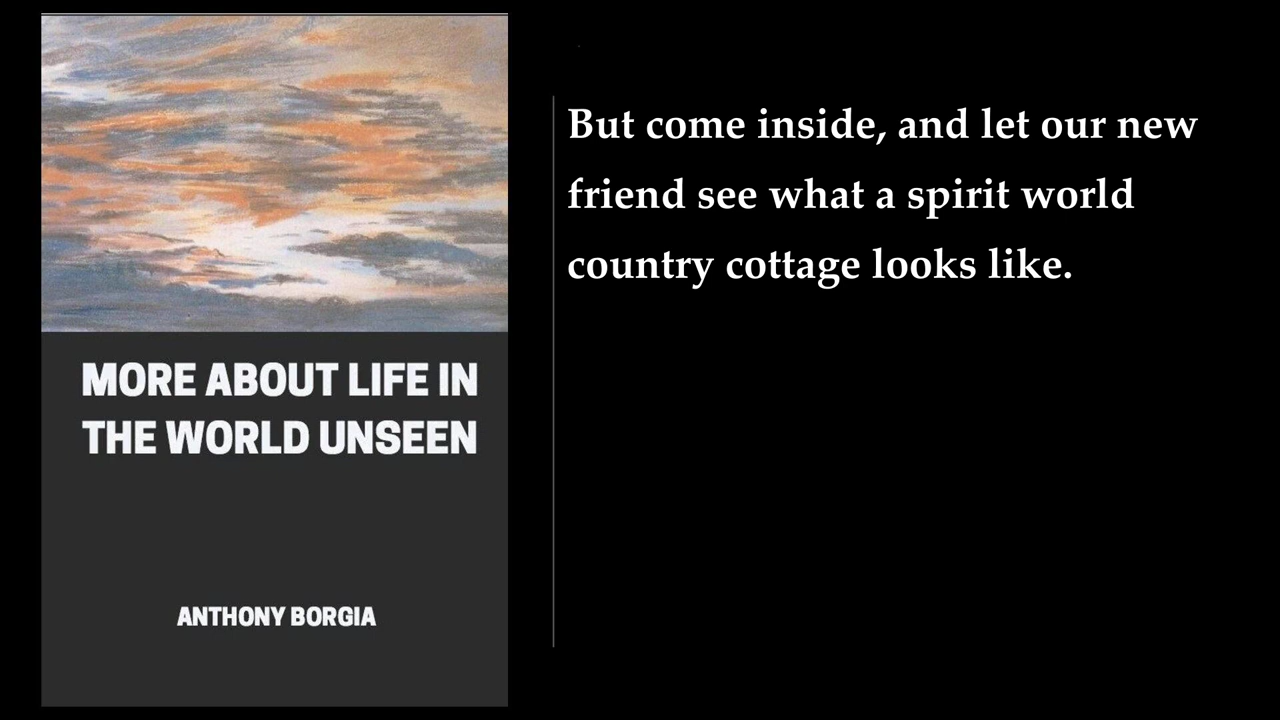 MORE ABOUT LIFE IN
THE WORLD UNSEEN
ANTHONY BORGIA
But come inside, and let our new
friend see what a spirit world
country cottage looks like.